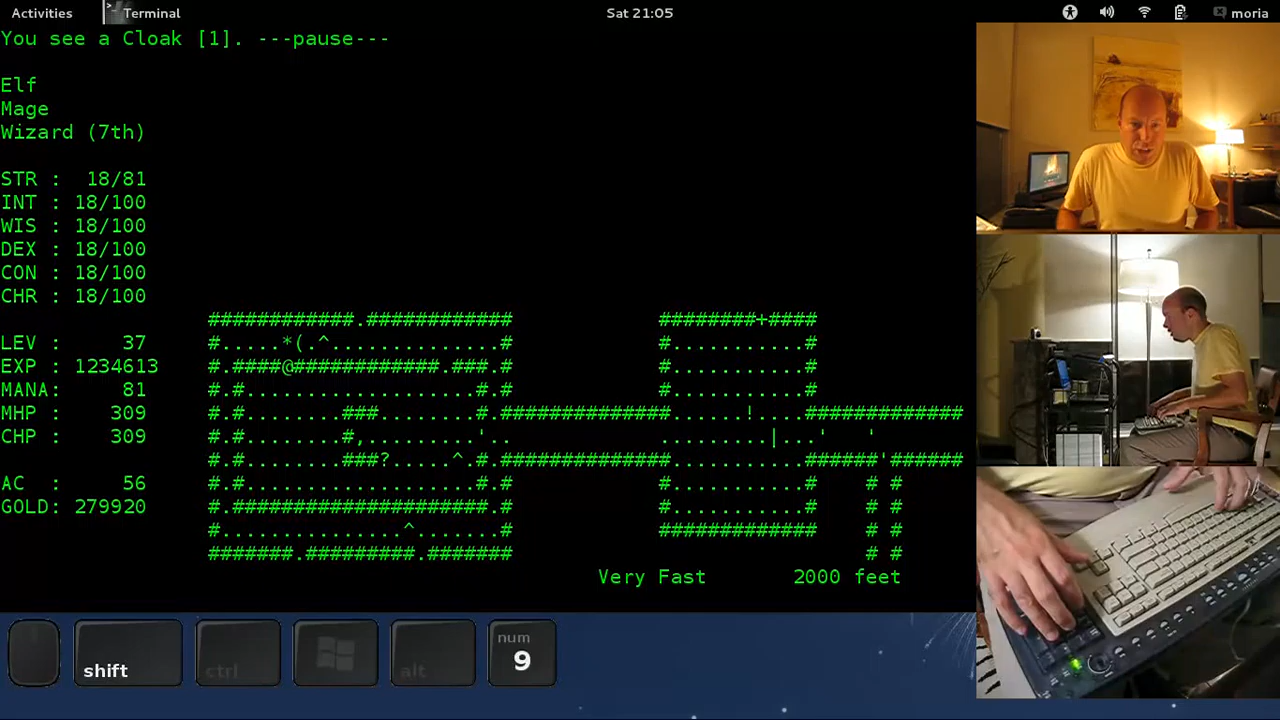 Activities Terminal Sat 21:05 moria
You see a Cloak [1]. ---pause---
Elf
Mage
Wizard (7th)
STR : 18/81
INT : 18/100
WIS : 18/100
DEX : 18/100
CON : 18/100
CHR : 18/100
############.############ ########+####
LEV : 37 #.....*(.^..............# #...........#
EXP : 1234613 #.####@############.###.# #...........#
MANA: 81 #.#...................#.# #...........#
MHP : 309 #.#........###........#.############## #......!....#############
CHP : 309 #.#........#,.........'.. .........|...' '
#.#........###?.....^.#.##############...........######'######
AC : 56 #.#...................#.# #...........# # #
GOLD: 279920 #.#####################.# #...........# # #
#...............^.......# ############# # #
#######.#########.####### # #
Very Fast 2000 feet
shift ctrl alt num 9